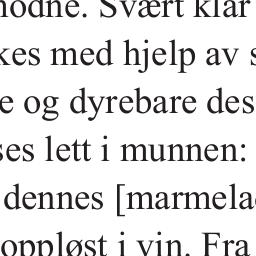 modne. Svært klar
kes med hjelp av s
e og dyrebare des
ses lett i munnen:
dennes [marmela
oppløst i vin. Fra